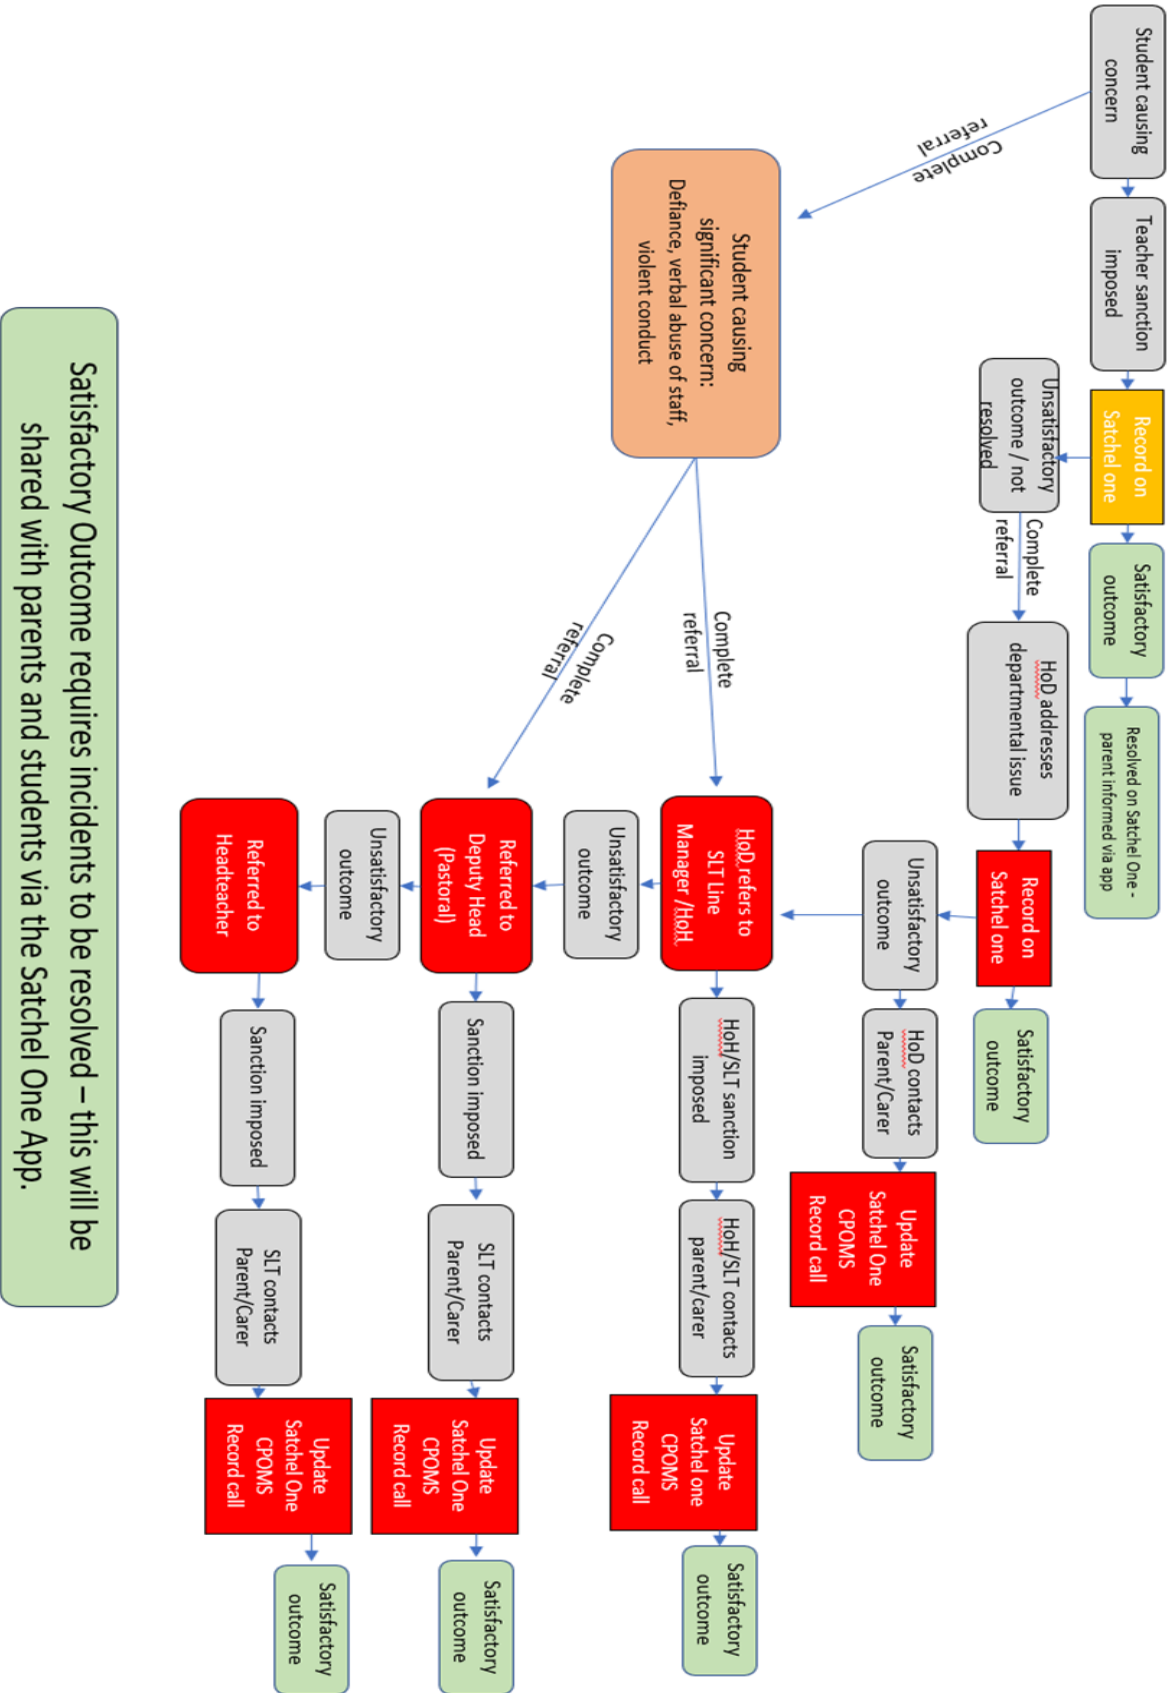 Student causing
concern
Teacher sanction
imposed
Record on
Satchel one
Satisfactory
outcome
Resolved on Satchel One -
parent informed via app
Unsatisfactory
outcome / not
resolved
Complete
referral
HoD addresses
departmental issue
Record on
Satchel one
Satisfactory
outcome
Unsatisfactory
outcome
HoD contacts
Parent/Carer
Update
Satchel One
CPOMS
Record call
Satisfactory
outcome
Complete
referral
Student causing
significant concern:
Defiance, verbal abuse of staff,
violent conduct
Complete
referral
HoD refers to
SLT Line
Manager /HoH
HoH/SLT sanction
imposed
HoH/SLT contacts
parent/carer
Update
Satchel one
CPOMS
Record call
Satisfactory
outcome
Unsatisfactory
outcome
Complete
referral
Referred to
Deputy Head
(Pastoral)
Sanction imposed
SLT contacts
Parent/Carer
Update
Satchel One
CPOMS
Record call
Satisfactory
outcome
Unsatisfactory
outcome
Referred to
Headteacher
Sanction imposed
SLT contacts
Parent/Carer
Update
Satchel One
CPOMS
Record call
Satisfactory
outcome
Satisfactory Outcome requires incidents to be resolved – this will be
shared with parents and students via the Satchel One App.